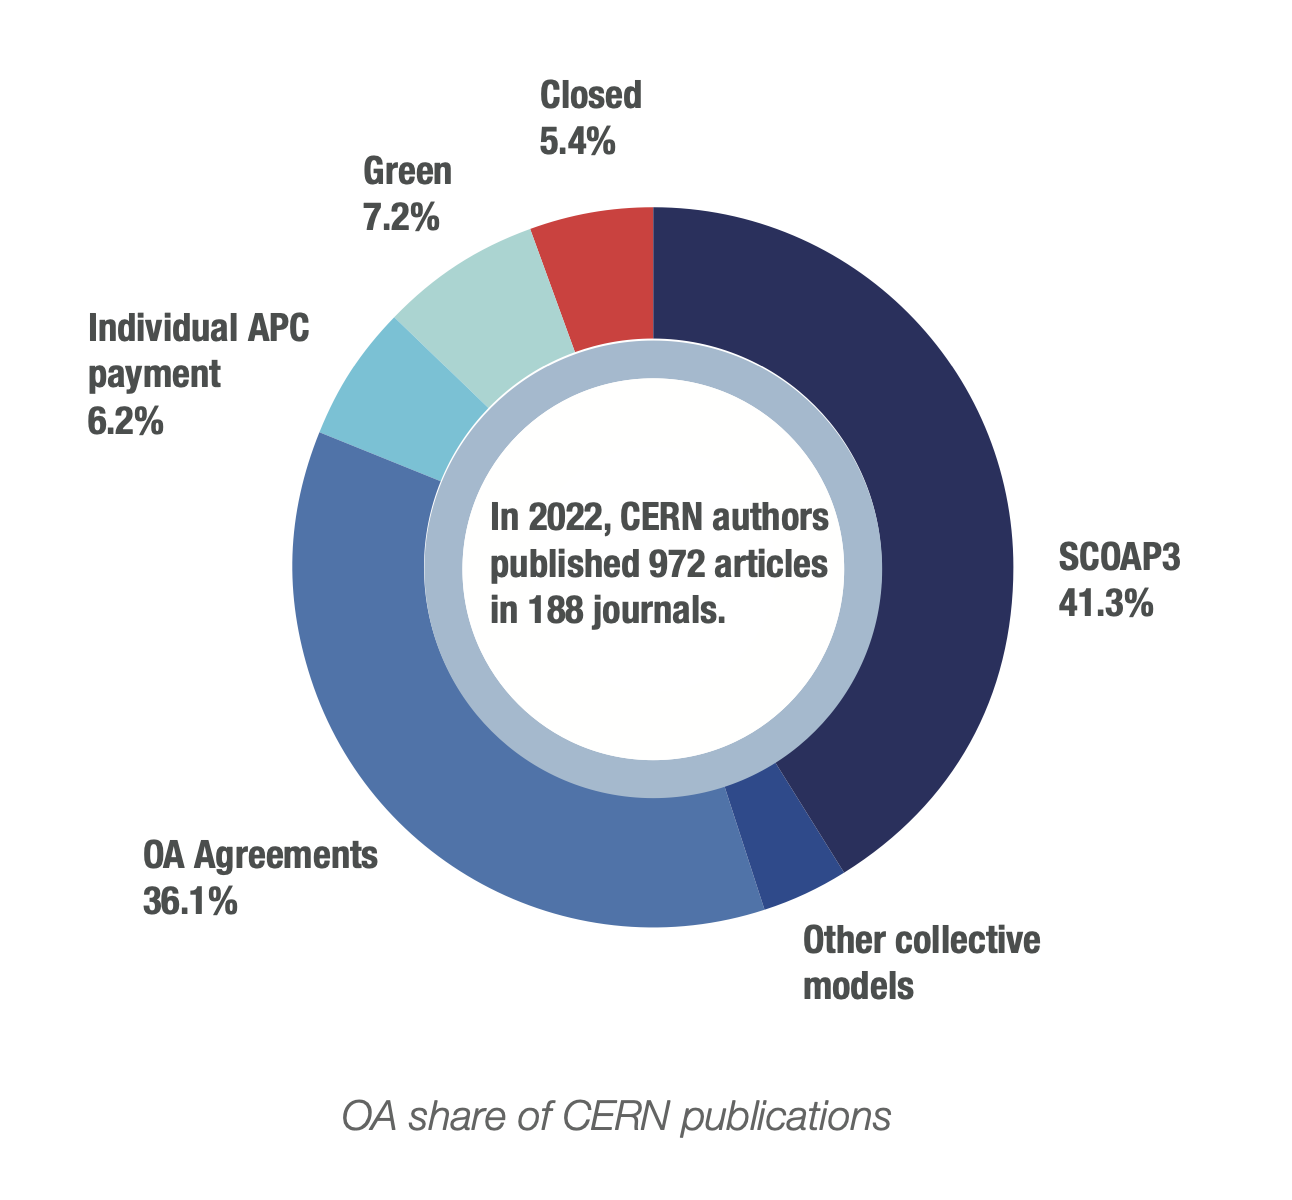 Closed
5.4%
Green
7.2%
Individual APC
payment
6.2%
In 2022, CERN authors
published 972 articles
in 188 journals.
SCOAP3
41.3%
OA Agreements
36.1%
Other collective
models
OA share of CERN publications